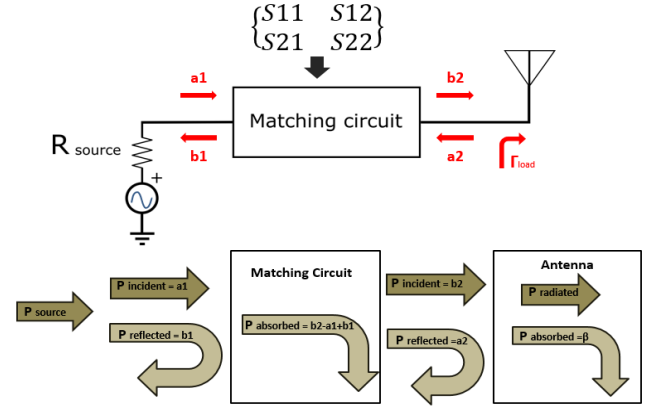 {S11 S12
S21 S22}
a1
b2
Matching circuit
R source
b1
a2
Γload
+
Matching Circuit
Antenna
P incident = a1
P incident = b2
P radiated
P source
P reflected = b1
P absorbed = b2-a1+b1
P reflected =a2
P absorbed =β